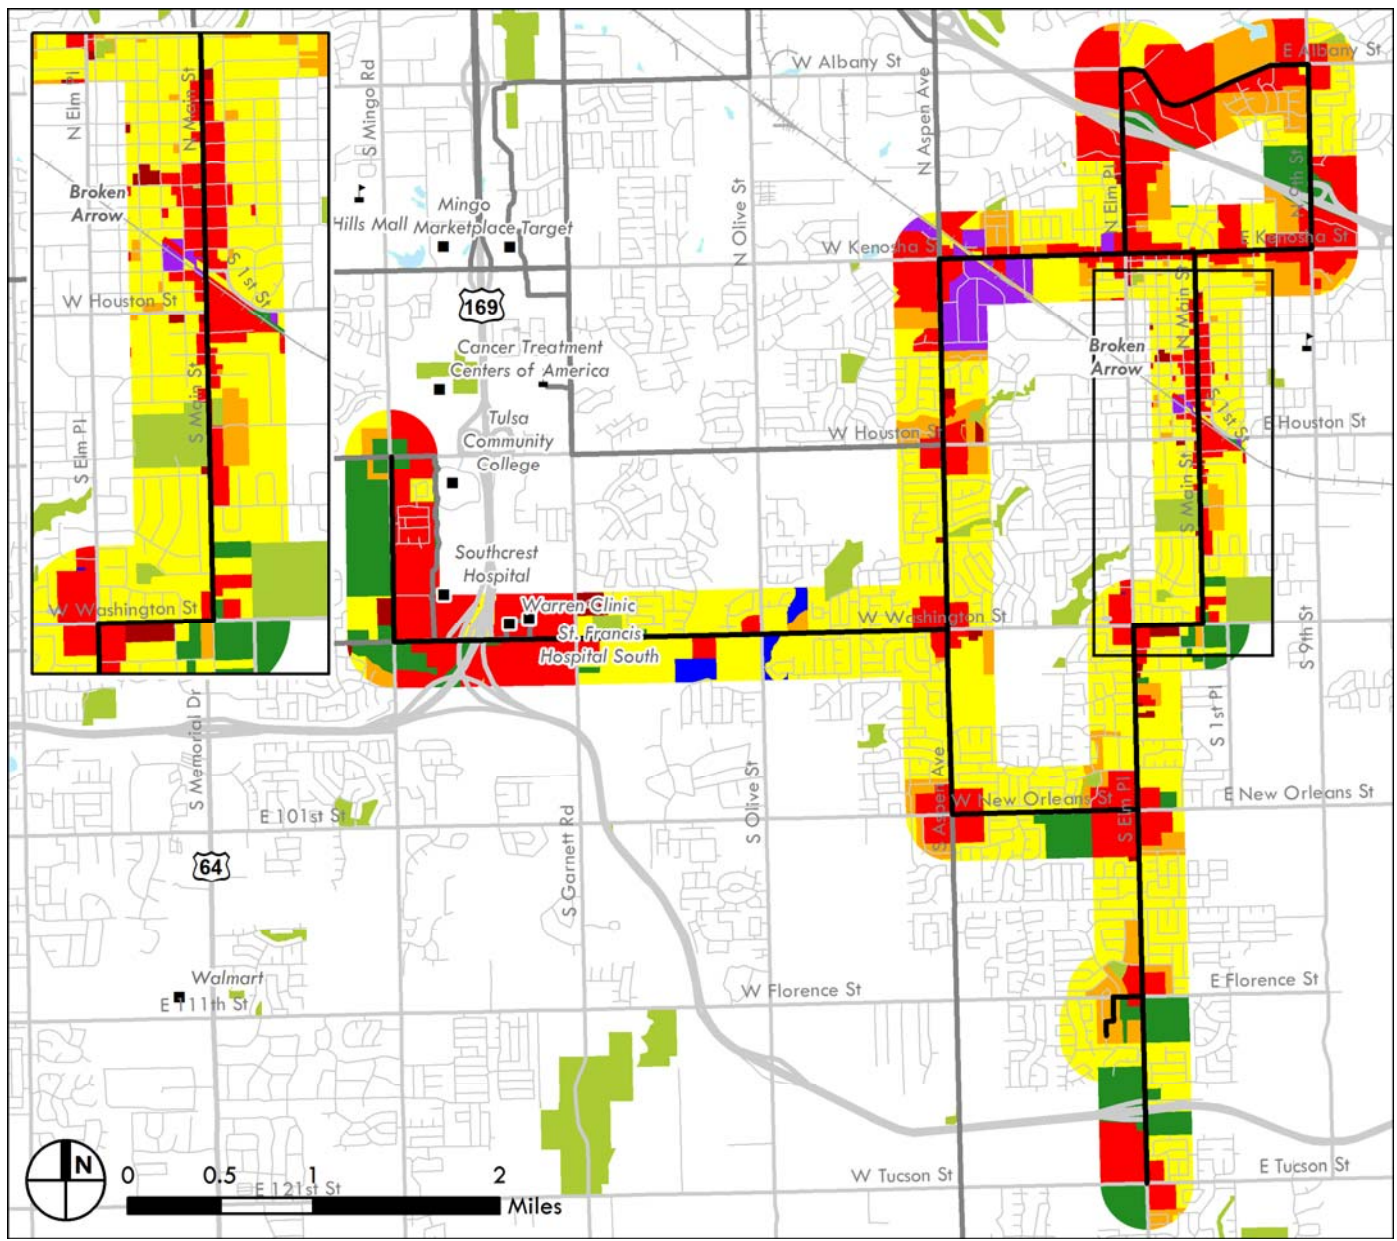 N Elm Pl
N Main St
Broken
Arrow
S 1st St
W Houston St
S Elm Pl
S Main St
W Washington St
S Mingo Rd
W Albany St
N Aspen Ave
E Albany St
N Elm Pl
N 9th St
Mingo
Hills Mall Marketplace Target
N Olive St
W Kenosha St
E Kenosha St
169
Cancer Treatment
Centers of America
N Main St
Broken
Arrow
Tulsa
Community
College
W Houston St
S 1st St
E Houston St
S Main St
Southcrest
Hospital
Warren Clinic
W Washington St
St. Francis
Hospital South
S 9th St
S Memorial Dr
S 1st Pl
E 101st St
S Olive St
S Aspen Ave
W New Orleans St
S Elm Pl
E New Orleans St
64
S Garnett Rd
Walmart
E 111th St
W Florence St
E Florence St
N
0 0.5 1 2
Miles
E 121st St
W Tucson St
E Tucson St